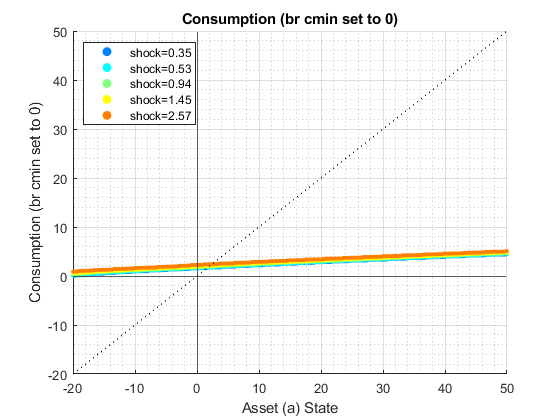 Consumption (br cmin set to 0)
shock=0.35
shock=0.53
shock=0.94
shock=1.45
shock=2.57
Consumption (br cmin set to 0)
50
40
30
20
10
0
-10
-20
-20
-10
0
10
20
30
40
50
Asset (a) State